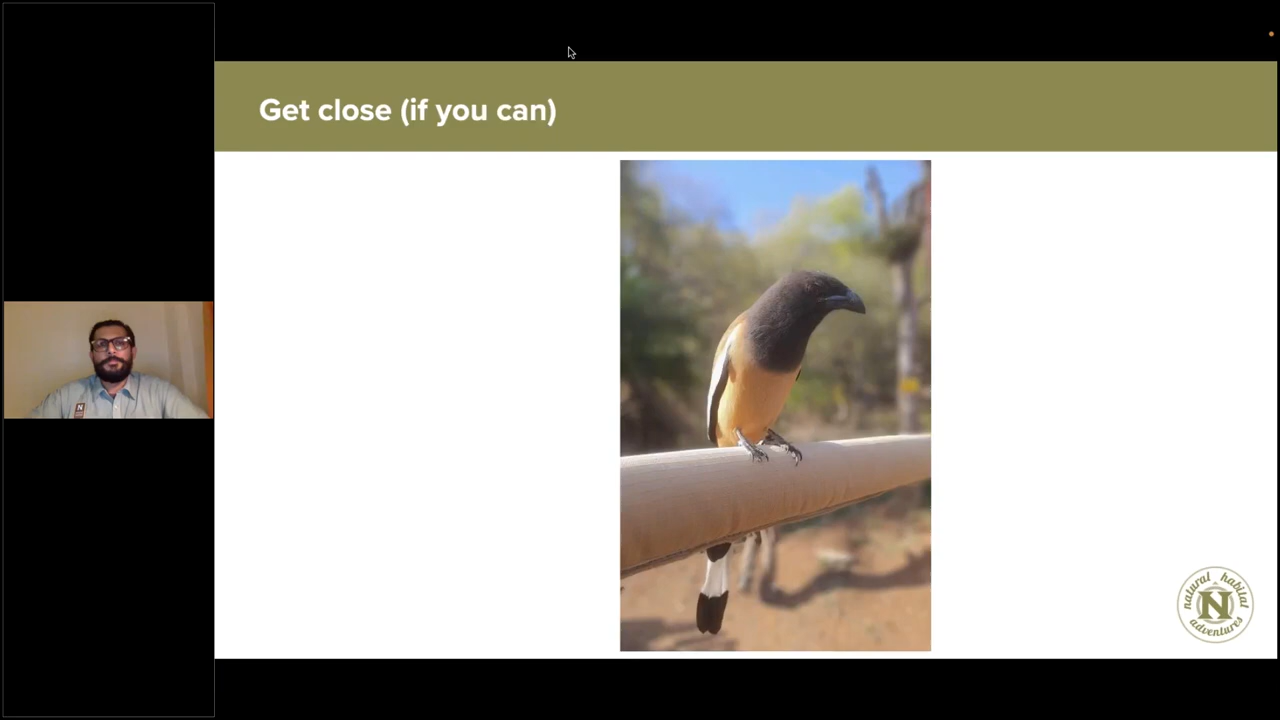 Get close (if you can)
N
natural habitat
N
adventures